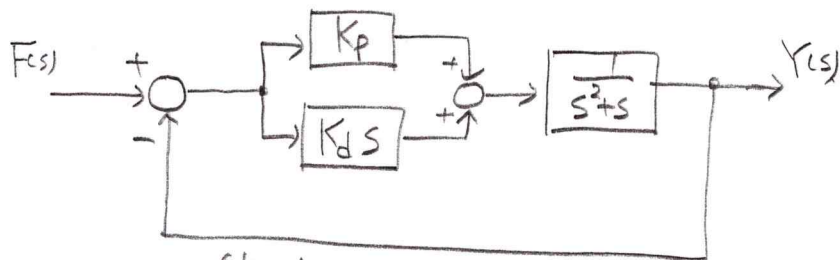 F(s)
+
-
Kp
Kd s
+
+
1
s²+s
Y(s)